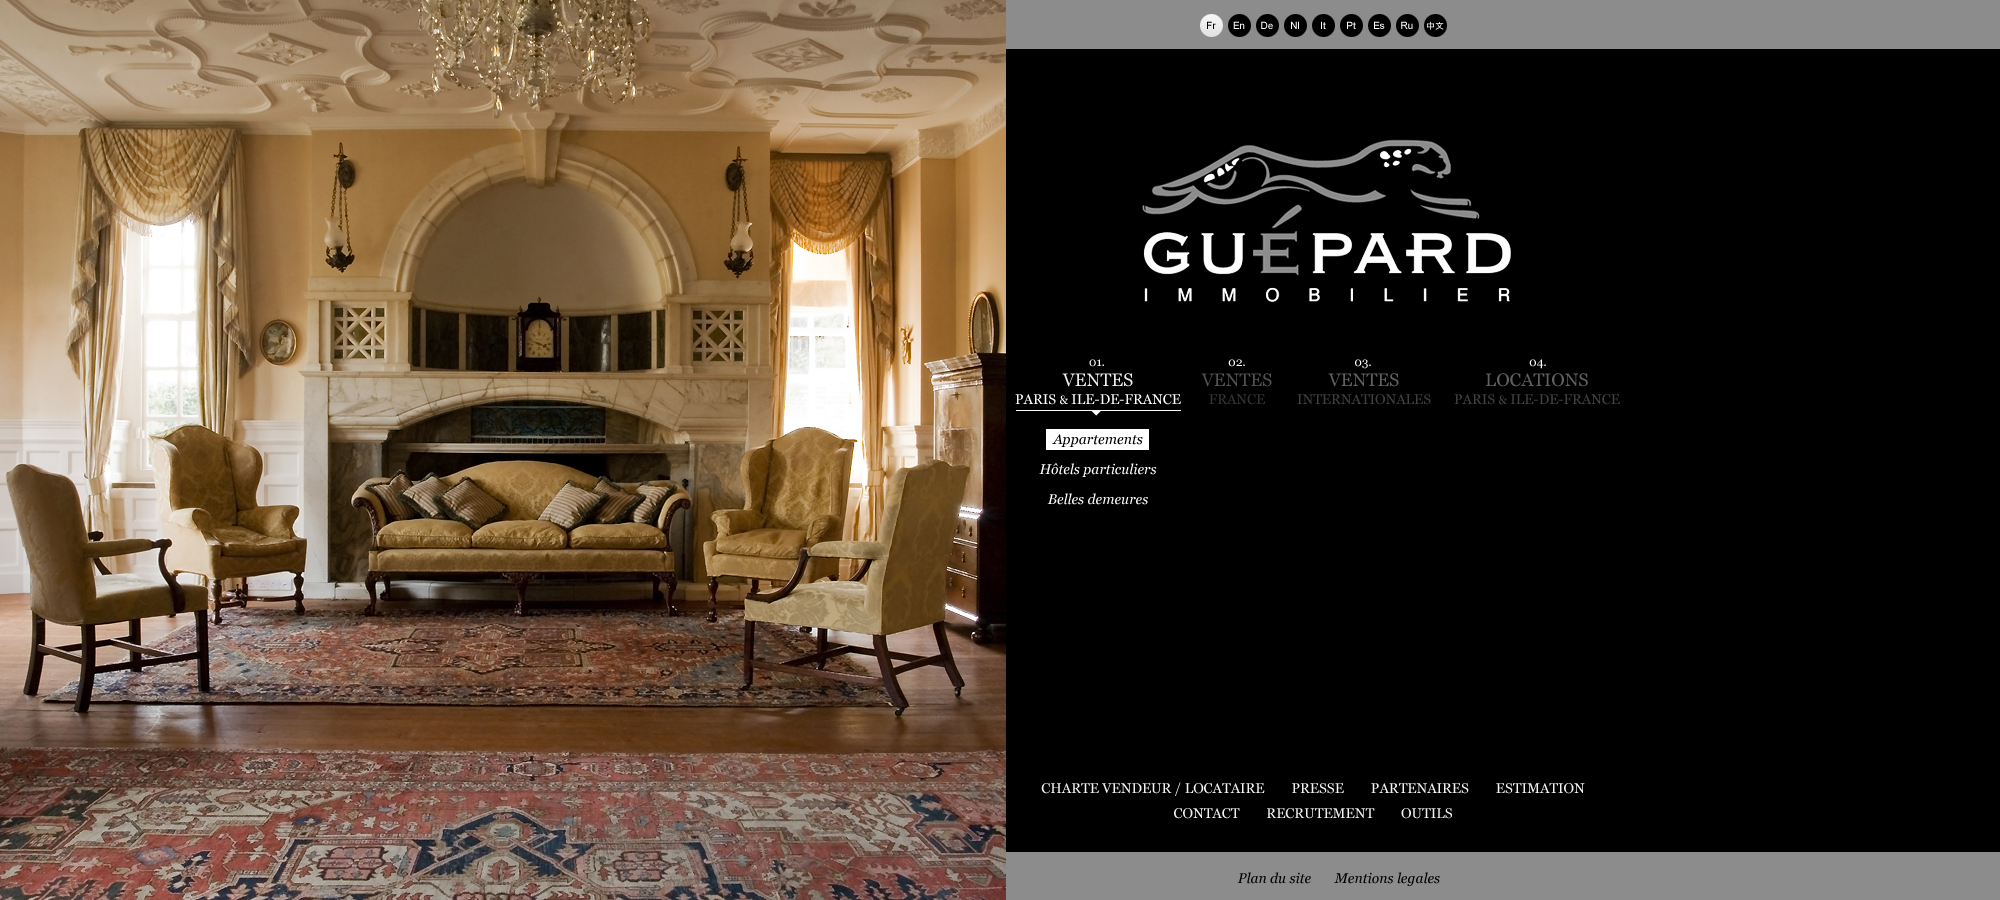 Fr En De Nl It Pt Es Ru 中文
GUÉPARD
IMMOBILIER
01.
VENTES
PARIS & ILE-DE-FRANCE
02.
VENTES
FRANCE
03.
VENTES
INTERNATIONALES
04.
LOCATIONS
PARIS & ILE-DE-FRANCE
Appartements
Hôtels particuliers
Belles demeures
CHARTE VENDEUR / LOCATAIRE PRESSE PARTENAIRES ESTIMATION
CONTACT RECRUTEMENT OUTILS
Plan du site Mentions legales